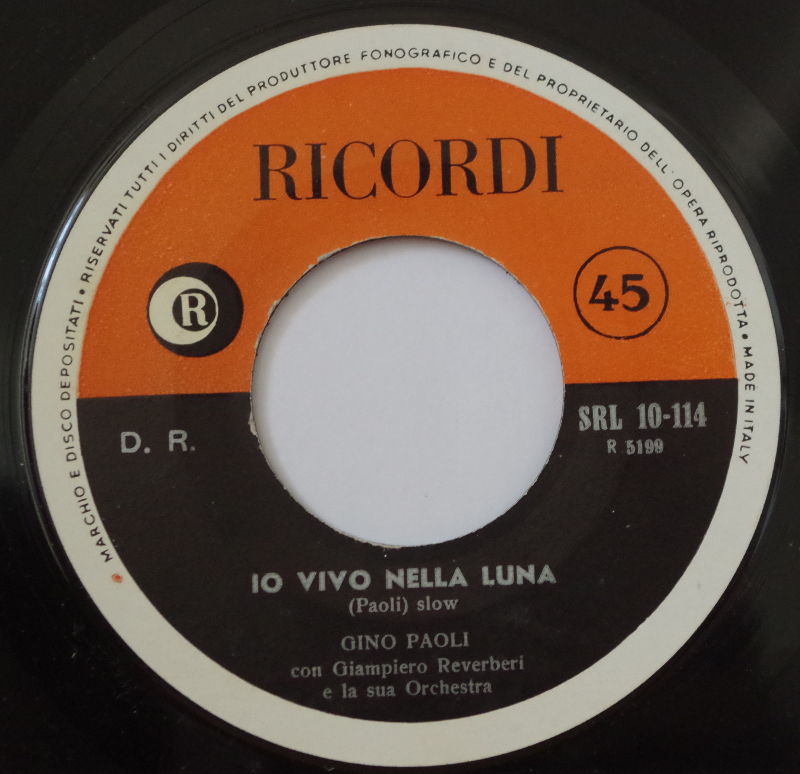 • MARCHIO E DISCO DEPOSITATI • RISERVATI TUTTI I DIRITTI DEL PRODUTTORE FONOGRAFICO E DEL PROPRIETARIO DELL'OPERA RIPRODOTTA • MADE IN ITALY
RICORDI
R
45
D. R.
SRL 10-114
R 5199
IO VIVO NELLA LUNA
(Paoli) slow
GINO PAOLI
con Giampiero Reverberi
e la sua Orchestra